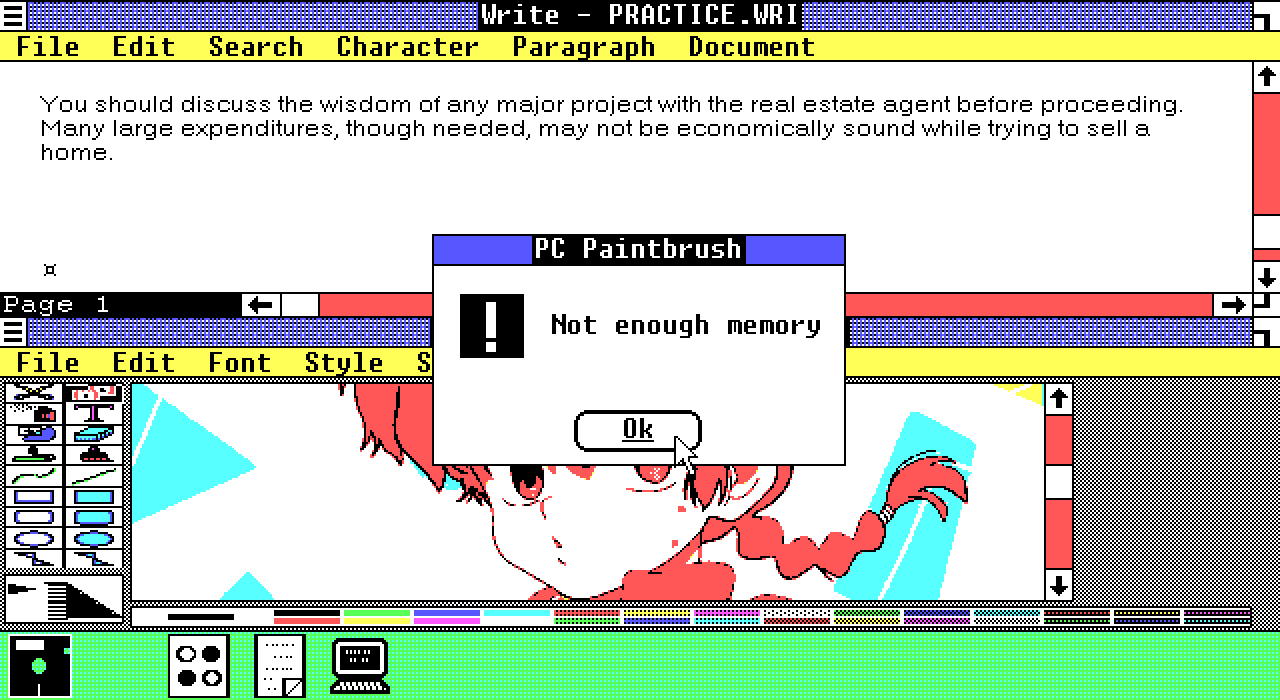 Write - PRACTICE.WRI
File Edit Search Character Paragraph Document
You should discuss the wisdom of any major project with the real estate agent before proceeding.
Many large expenditures, though needed, may not be economically sound while trying to sell a
home.
Page 1
PC Paintbrush
! Not enough memory
Ok
File Edit Font Style S